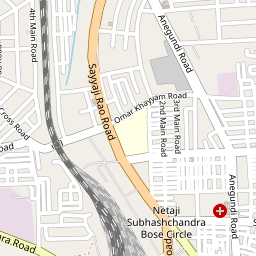 4th Main Road
Sayyaji Rao Road
Anegundi Road
Omar Khayyam Road
2nd Main Road
3rd Main Road
Cross Road
Netaji
Subhashchandra
Bose Circle
Anegundi Road
Road